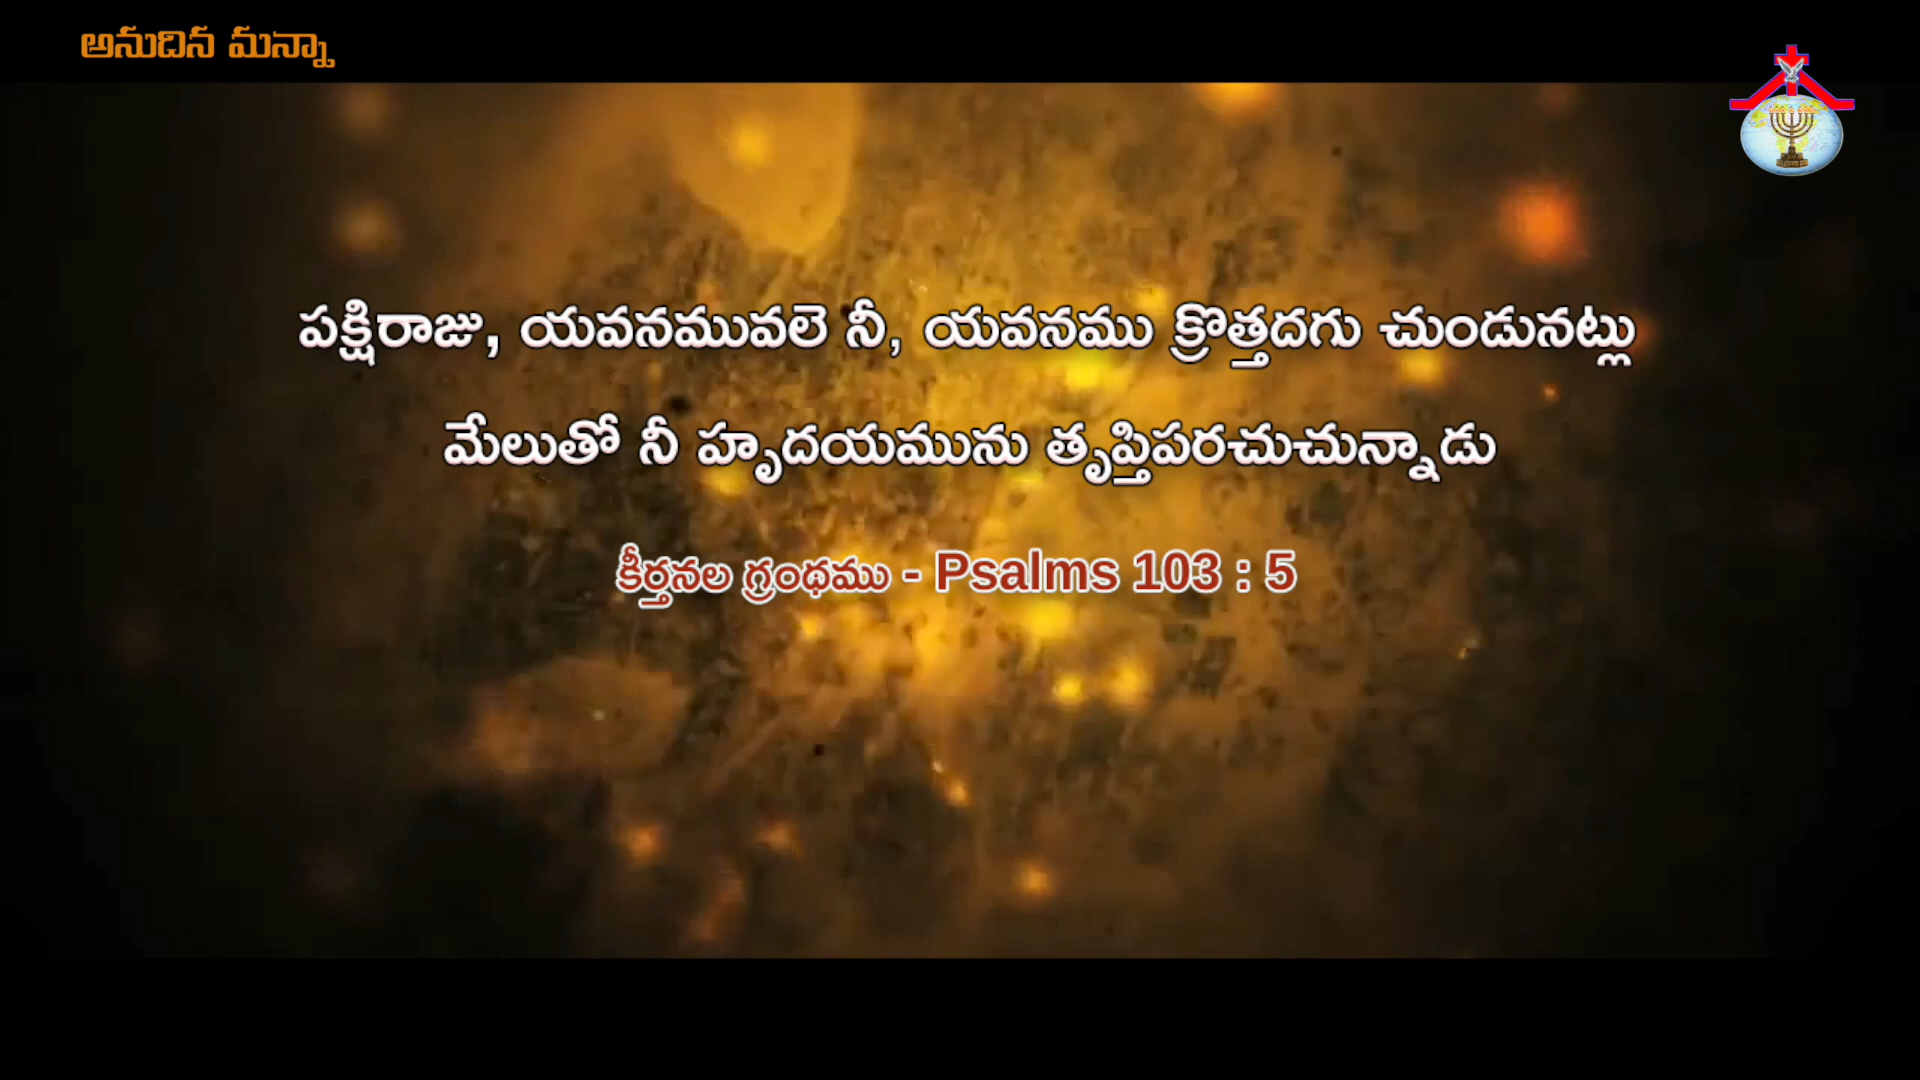 అనుదిన మన్నా
పక్షిరాజు, యవనమువలె నీ, యవనము క్రొత్తదగు చుండునట్లు
మేలుతో నీ హృదయమును తృప్తిపరచుచున్నాడు
కీర్తనల గ్రంథము - Psalms 103 : 5